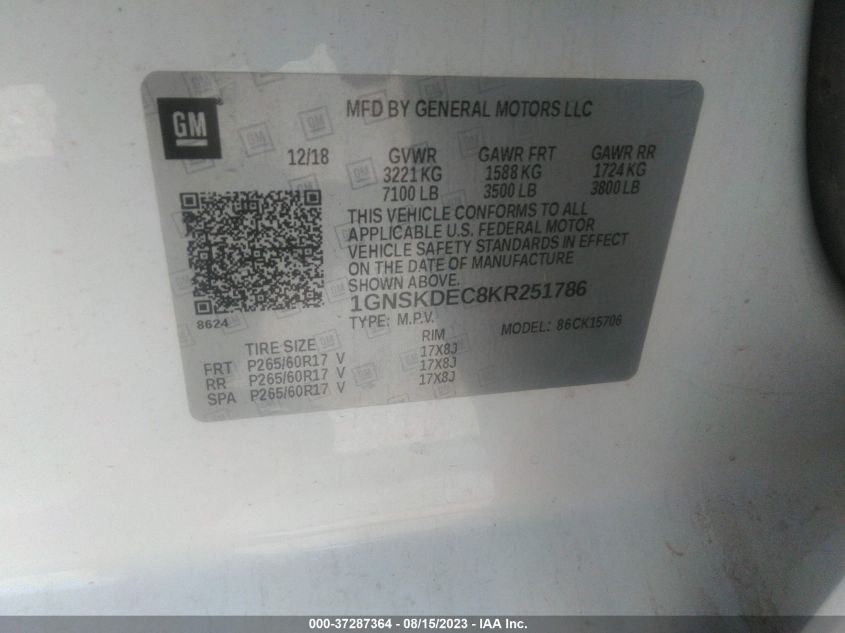 GM
MFD BY GENERAL MOTORS LLC
12/18 GVWR GAWR FRT GAWR RR
3221 KG 1588 KG 1724 KG
7100 LB 3500 LB 3800 LB
THIS VEHICLE CONFORMS TO ALL
APPLICABLE U.S. FEDERAL MOTOR
VEHICLE SAFETY STANDARDS IN EFFECT
ON THE DATE OF MANUFACTURE
SHOWN ABOVE.
1GNSKDEC8KR251786
8624
TYPE: M.P.V. MODEL: 86CK15706
TIRE SIZE RIM
FRT P265/60R17 V 17X8J
RR P265/60R17 V 17X8J
SPA P265/60R17 V 17X8J
000-37287364 - 08/15/2023 - IAA Inc.